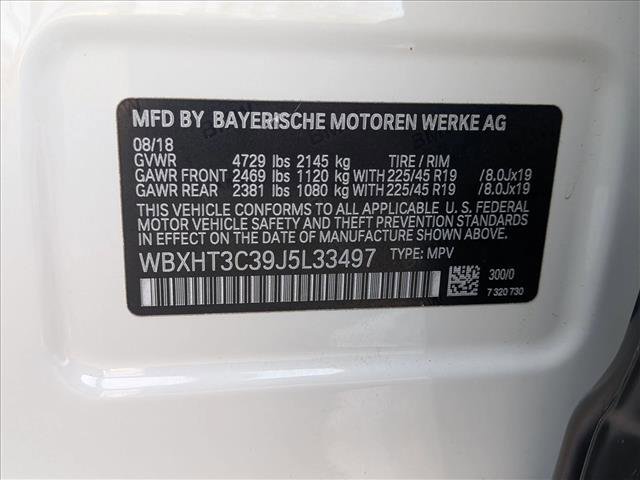 MFD BY BAYERISCHE MOTOREN WERKE AG
08/18
GVWR 4729 lbs 2145 kg TIRE / RIM
GAWR FRONT 2469 lbs 1120 kg WITH 225/45 R19 /8.0Jx19
GAWR REAR 2381 lbs 1080 kg WITH 225/45 R19 /8.0Jx19
THIS VEHICLE CONFORMS TO ALL APPLICABLE U. S. FEDERAL
MOTOR VEHICLE SAFETY AND THEFT PREVENTION STANDARDS
IN EFFECT ON THE DATE OF MANUFACTURE SHOWN ABOVE.
WBXHT3C39J5L33497 TYPE: MPV
300/0
7 320 730